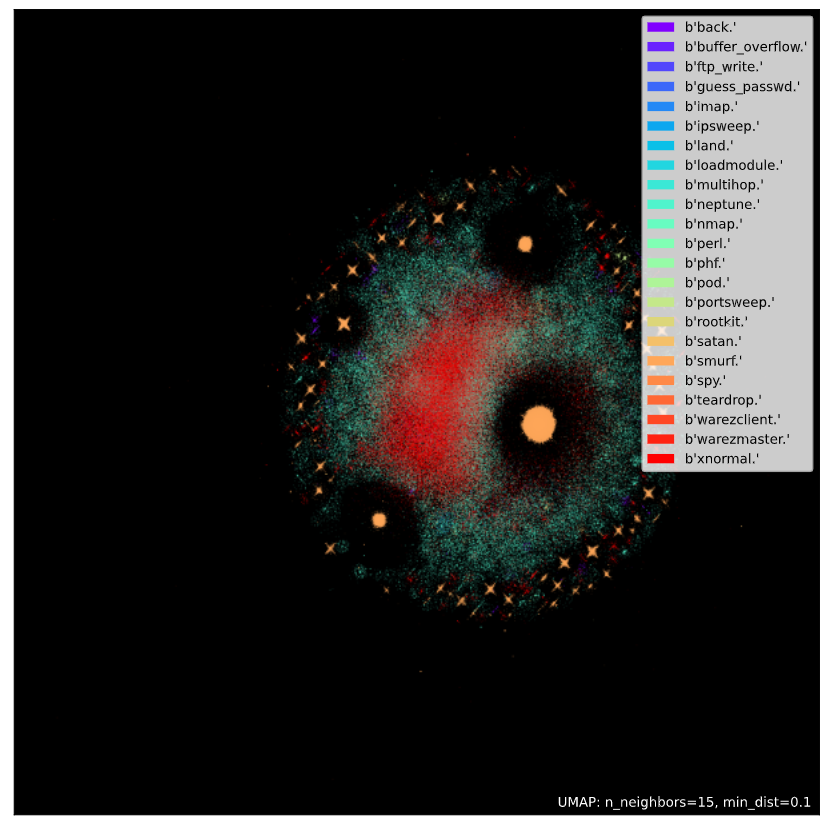 b'back.'
b'buffer_overflow.'
b'ftp_write.'
b'guess_passwd.'
b'imap.'
b'ipsweep.'
b'land.'
b'loadmodule.'
b'multihop.'
b'neptune.'
b'nmap.'
b'perl.'
b'phf.'
b'pod.'
b'portsweep.'
b'rootkit.'
b'satan.'
b'smurf.'
b'spy.'
b'teardrop.'
b'warezclient.'
b'warezmaster.'
b'xnormal.'
UMAP: n_neighbors=15, min_dist=0.1